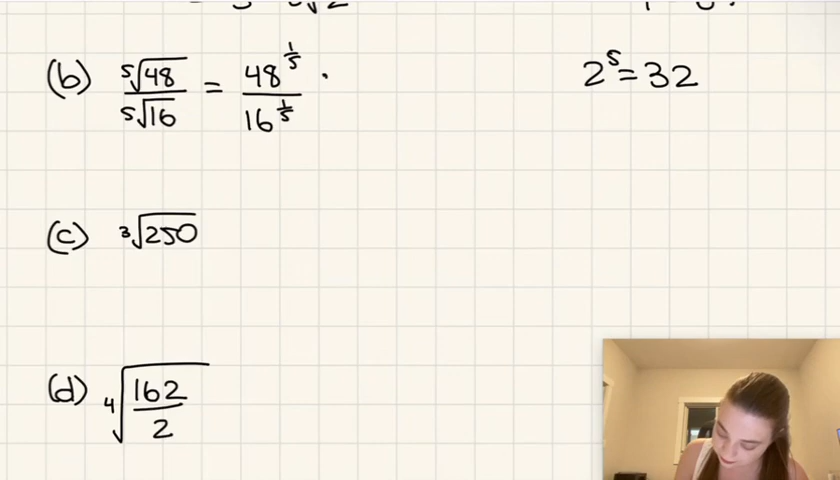 (b) ⁵√48 / ⁵√16 = 48^(1/5) / 16^(1/5) · 2⁵=32
(c) ³√250
(d) ⁴√(162/2)